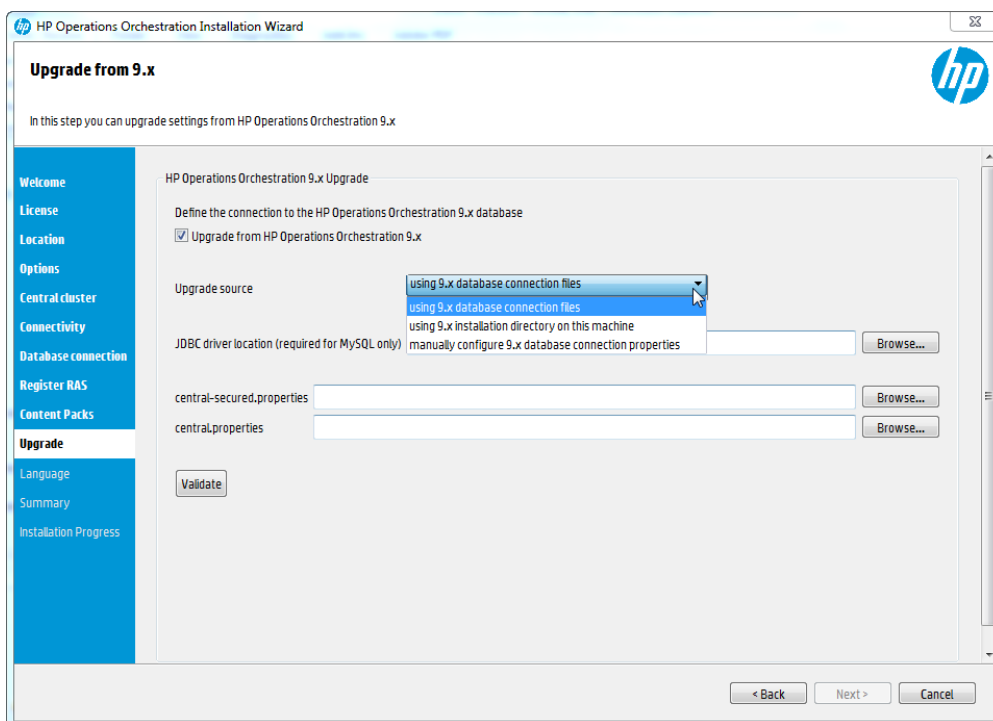 hp HP Operations Orchestration Installation Wizard
Upgrade from 9.x
hp
In this step you can upgrade settings from HP Operations Orchestration 9.x
Welcome
License
Location
Options
Central cluster
Connectivity
Database connection
Register RAS
Content Packs
Upgrade
Language
Summary
Installation Progress
HP Operations Orchestration 9.x Upgrade
Define the connection to the HP Operations Orchestration 9.x database
Upgrade from HP Operations Orchestration 9.x
Upgrade source using 9.x database connection files
using 9.x database connection files
using 9.x installation directory on this machine
JDBC driver location (required for MySQL only) manually configure 9.x database connection properties Browse...
central-secured.properties Browse...
central.properties Browse...
Validate
< Back Next > Cancel